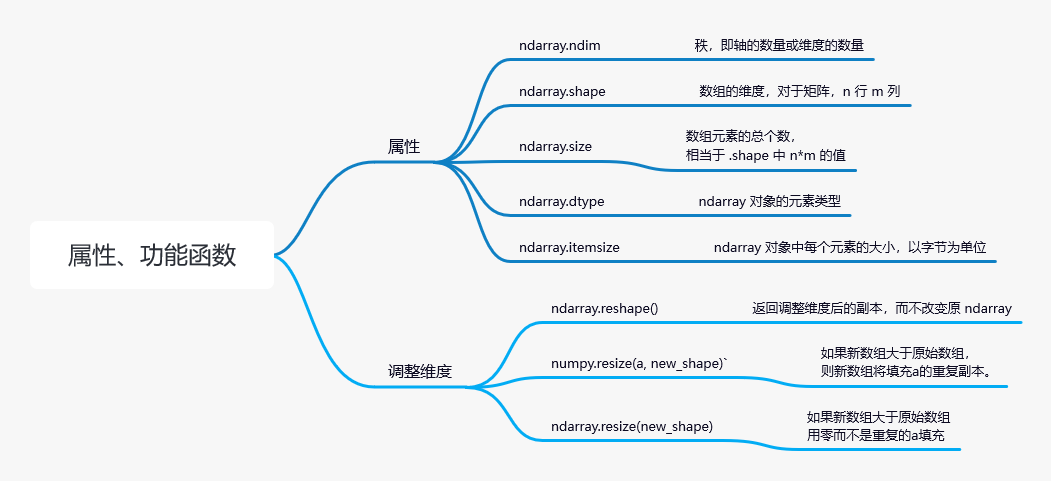 属性、功能函数
属性
ndarray.ndim
秩，即轴的数量或维度的数量
ndarray.shape
数组的维度，对于矩阵，n 行 m 列
ndarray.size
数组元素的总个数，
相当于 .shape 中 n*m 的值
ndarray.dtype
ndarray 对象的元素类型
ndarray.itemsize
ndarray 对象中每个元素的大小，以字节为单位
调整维度
ndarray.reshape()
返回调整维度后的副本，而不改变原 ndarray
numpy.resize(a, new_shape)`
如果新数组大于原始数组，
则新数组将填充a的重复副本。
ndarray.resize(new_shape)
如果新数组大于原始数组
用零而不是重复的a填充